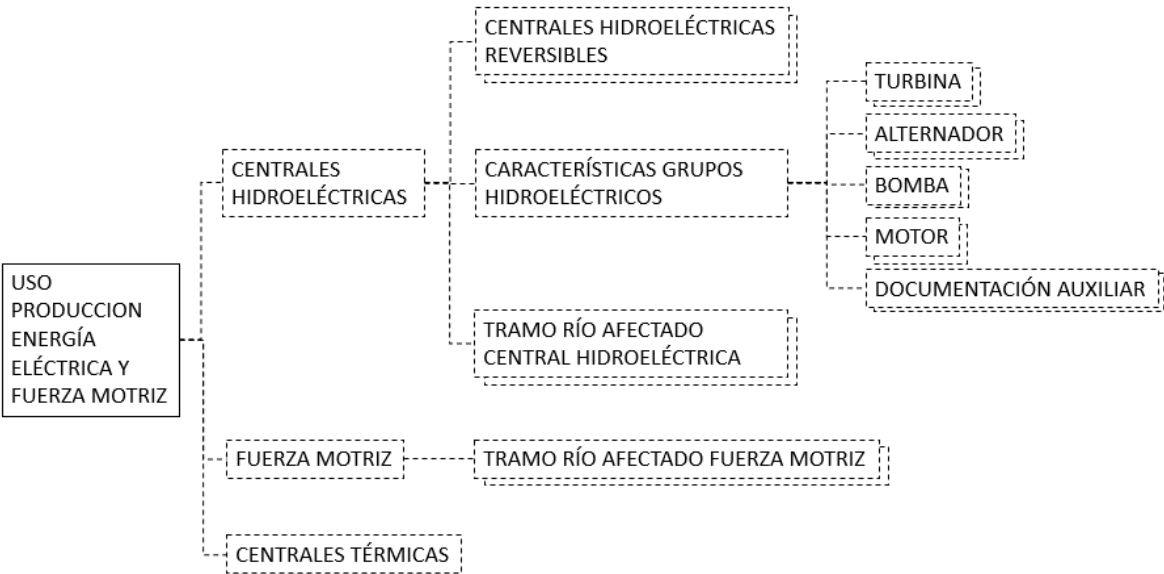 CENTRALES HIDROELÉCTRICAS
REVERSIBLES
TURBINA
ALTERNADOR
CENTRALES
HIDROELÉCTRICAS
CARACTERÍSTICAS GRUPOS
HIDROELÉCTRICOS
BOMBA
MOTOR
DOCUMENTACIÓN AUXILIAR
USO
PRODUCCION
ENERGÍA
ELÉCTRICA Y
FUERZA MOTRIZ
TRAMO RÍO AFECTADO
CENTRAL HIDROELÉCTRICA
FUERZA MOTRIZ
TRAMO RÍO AFECTADO FUERZA MOTRIZ
CENTRALES TÉRMICAS